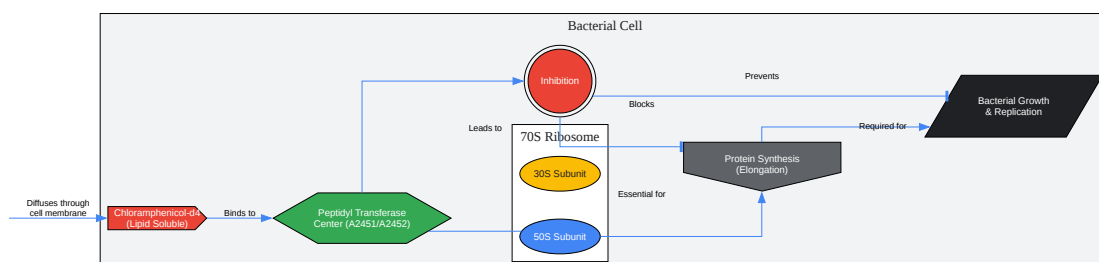 Bacterial Cell
Inhibition
Prevents
Blocks
Bacterial Growth
& Replication
Leads to
Required for
70S Ribosome
30S Subunit
Protein Synthesis
(Elongation)
Essential for
Diffuses through
cell membrane
Chloramphenicol-d4
(Lipid Soluble)
Binds to
Peptidyl Transferase
Center (A2451/A2452)
50S Subunit